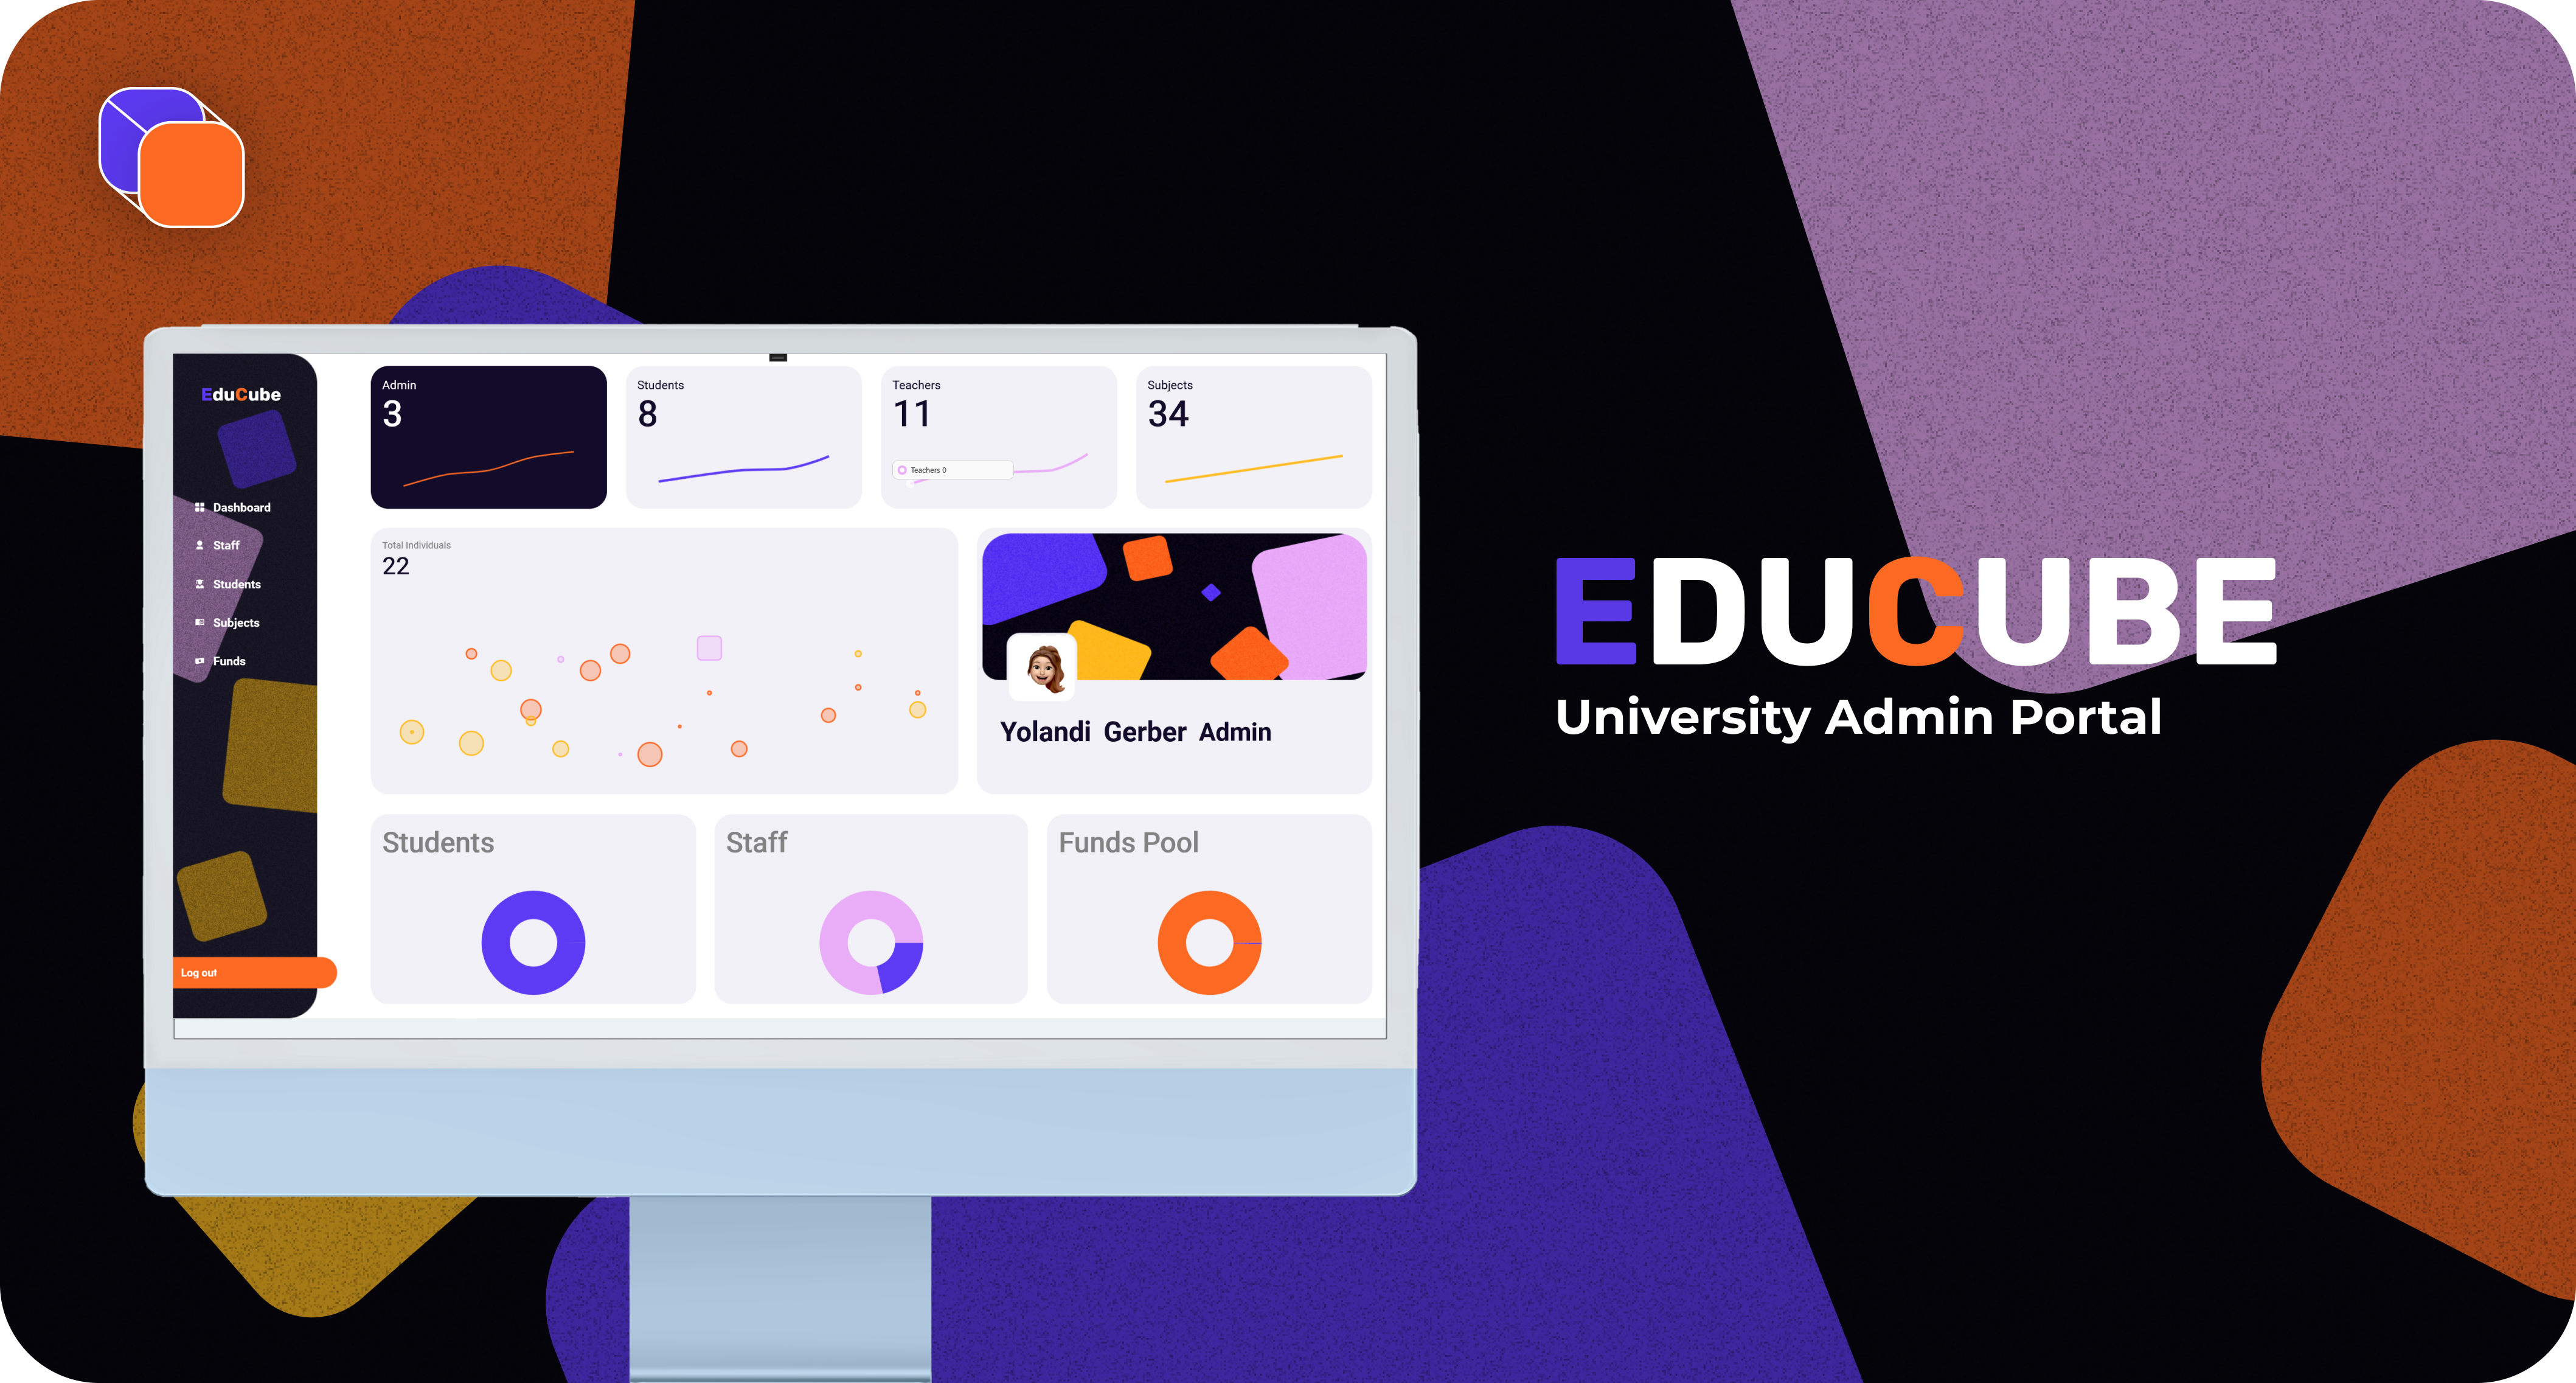 EduCube
Dashboard
Staff
Students
Subjects
Funds
Log out
Admin
3
Students
8
Teachers
11
Teachers 0
Subjects
34
Total Individuals
22
Yolandi Gerber Admin
Students
Staff
Funds Pool
EDUCUBE
University Admin Portal